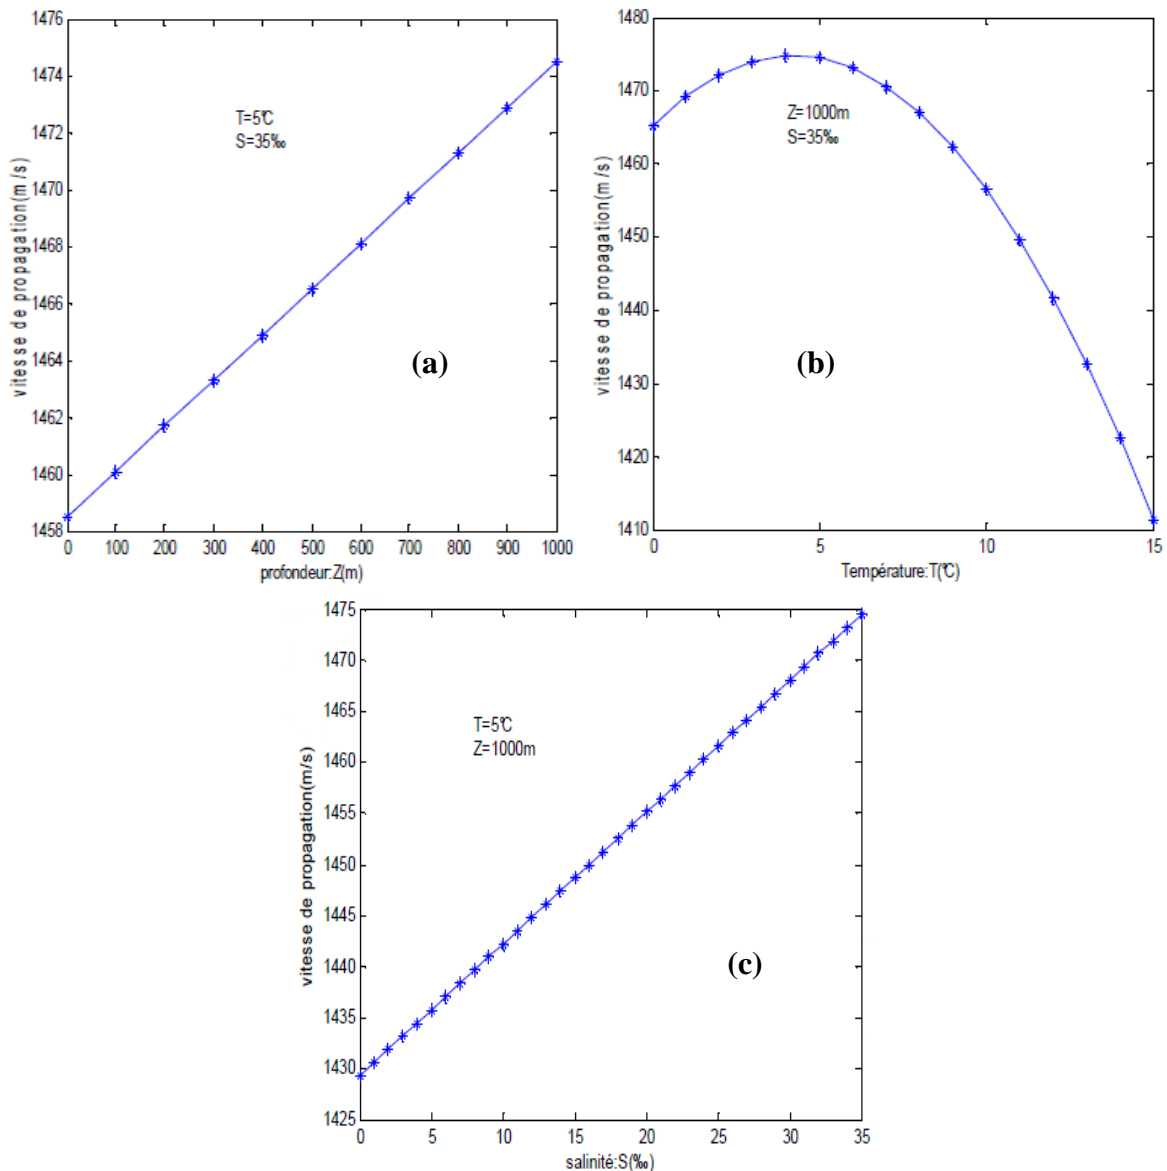 1476
1474
1472
1470
1468
1466
1464
1462
1460
1458
vitesse de propagation(m/s)
T=5°C
S=35‰
(a)
0 100 200 300 400 500 600 700 800 900 1000
profondeur:Z(m)
1480
1470
1460
1450
1440
1430
1420
1410
vitesse de propagation(m/s)
Z=1000m
S=35‰
(b)
0 5 10 15
Température:T(°C)
1475
1470
1465
1460
1455
1450
1445
1440
1435
1430
1425
vitesse de propagation(m/s)
T=5°C
Z=1000m
(c)
0 5 10 15 20 25 30 35
salinité:S(‰)